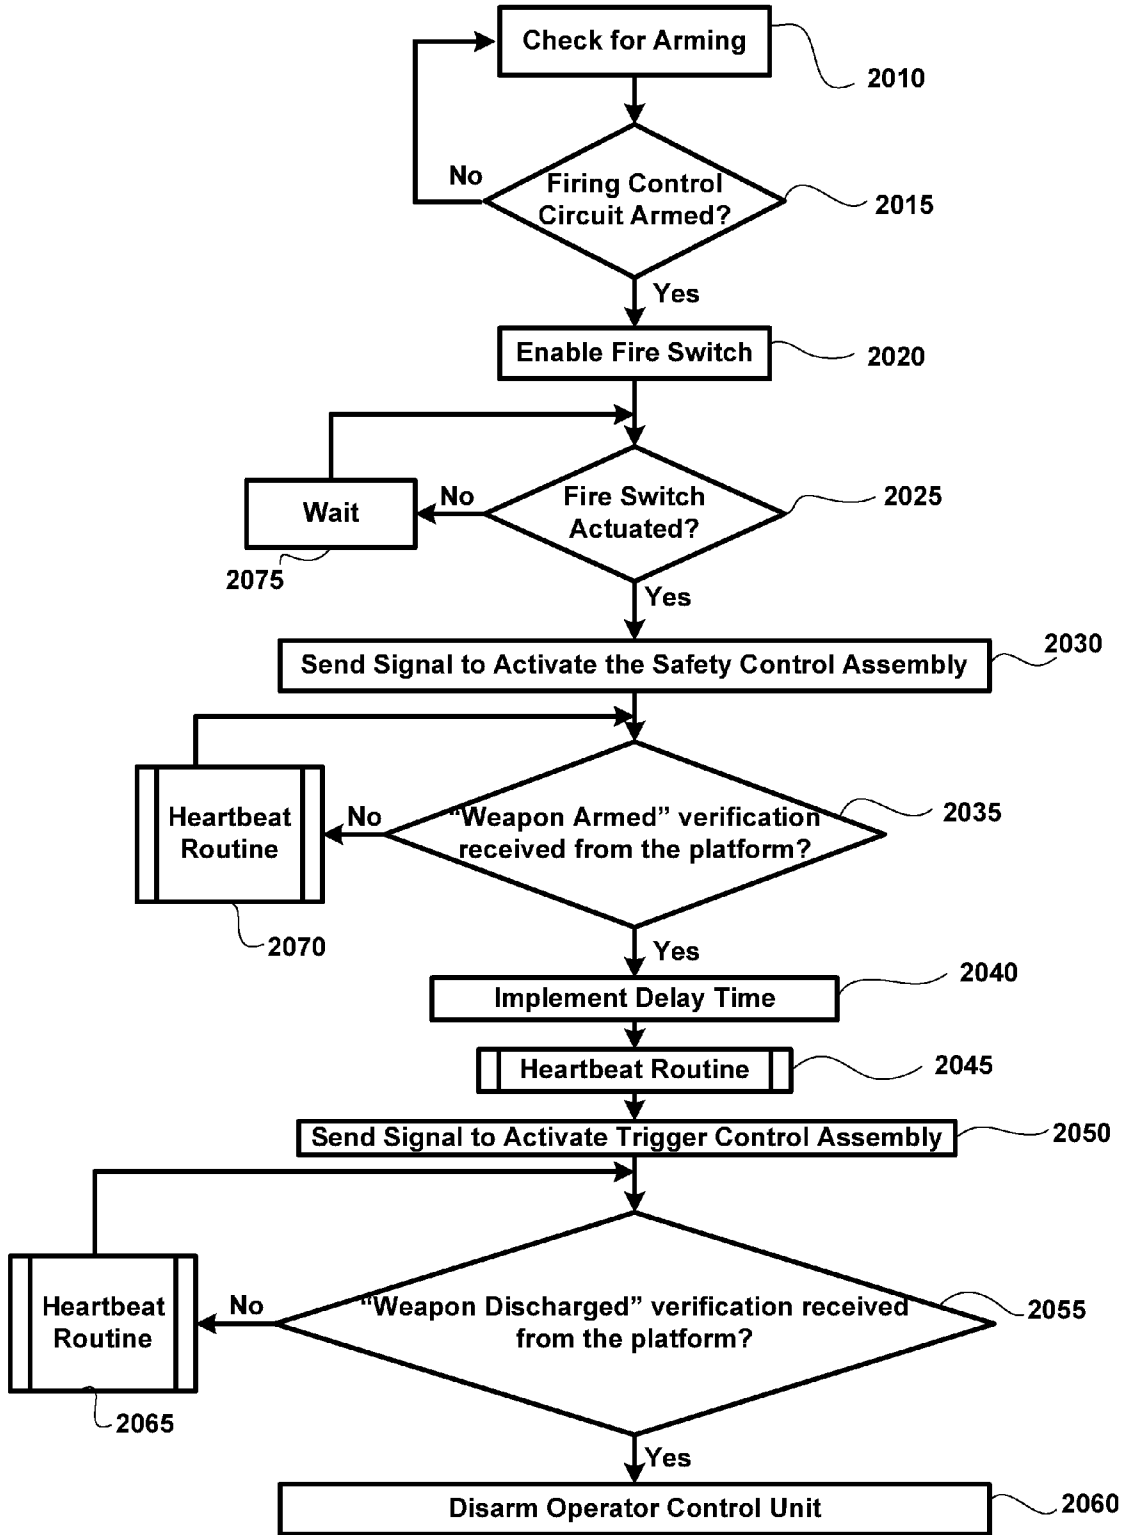 Check for Arming
2010
No
Firing Control
Circuit Armed?
2015
Yes
Enable Fire Switch
2020
No
Fire Switch
Actuated?
2025
Wait
2075
Yes
Send Signal to Activate the Safety Control Assembly
2030
Heartbeat
Routine
No
“Weapon Armed” verification
received from the platform?
2035
2070
Yes
Implement Delay Time
2040
Heartbeat Routine
2045
Send Signal to Activate Trigger Control Assembly
2050
Heartbeat
Routine
No
“Weapon Discharged” verification received
from the platform?
2055
2065
Yes
Disarm Operator Control Unit
2060